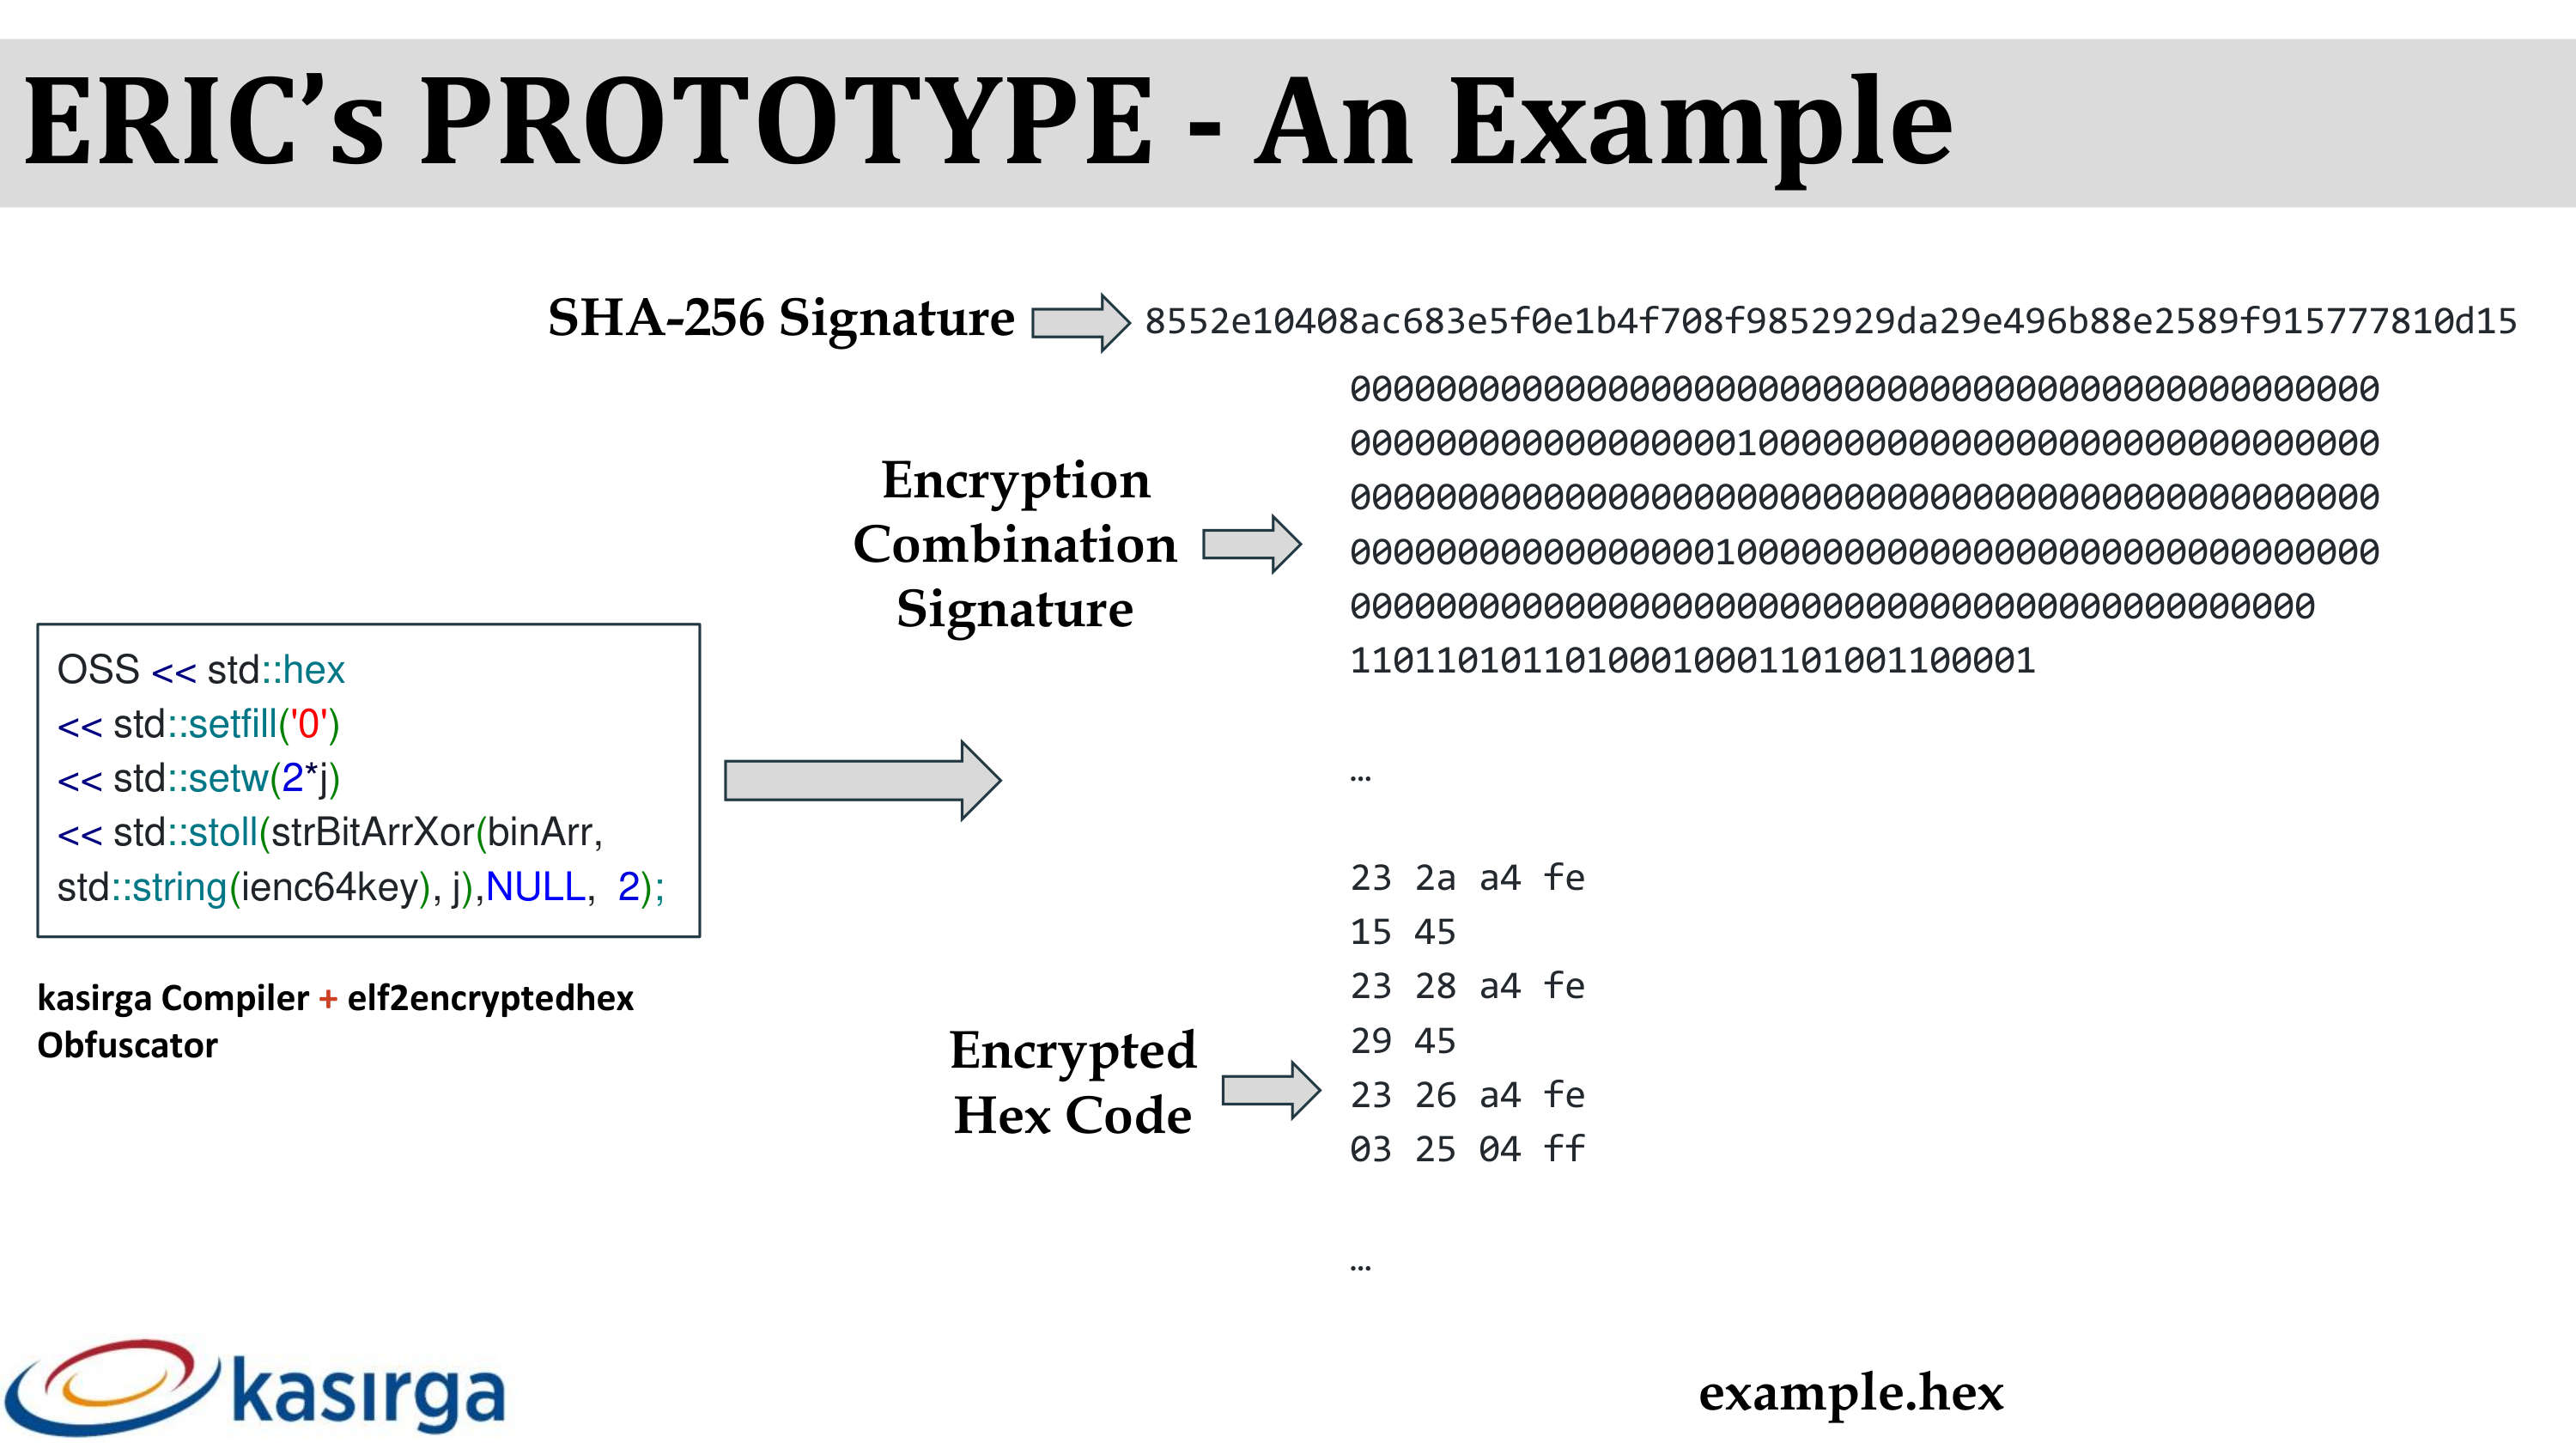 ERIC’s PROTOTYPE - An Example
SHA-256 Signature
8552e10408ac683e5f0e1b4f708f9852929da29e496b88e2589f915777810d15
Encryption
Combination
Signature
000000000000000000000000000000000000000000000000
000000000000000000100000000000000000000000000000
000000000000000000000000000000000000000000000000
000000000000000001000000000000000000000000000000
000000000000000000000000000000000000000000000
11011010110100010001101001100001
…
OSS << std::hex
<< std::setfill('0')
<< std::setw(2*j)
<< std::stoll(strBitArrXor(binArr,
std::string(ienc64key), j),NULL, 2);
kasirga Compiler + elf2encryptedhex
Obfuscator
Encrypted
Hex Code
23 2a a4 fe
15 45
23 28 a4 fe
29 45
23 26 a4 fe
03 25 04 ff
…
kasırga
example.hex